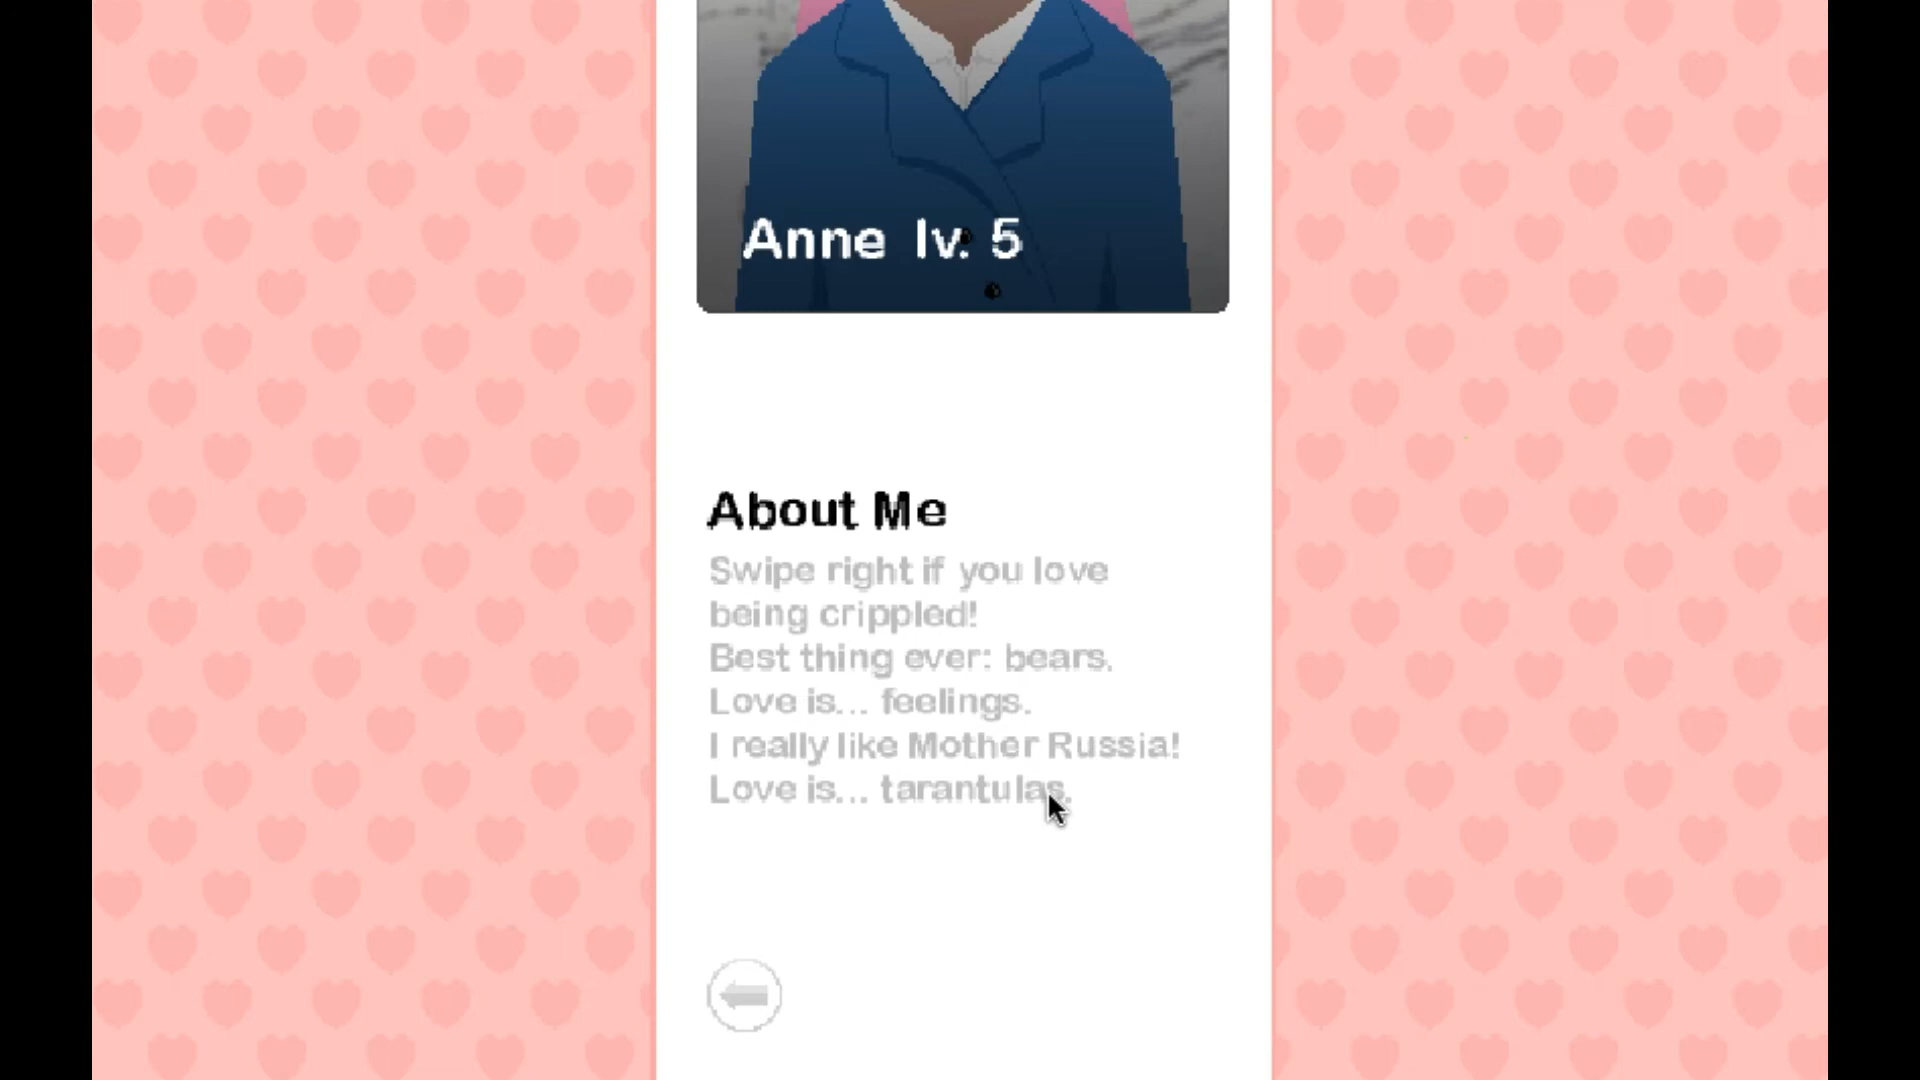 Anne lv. 5
About Me
Swipe right if you love
being crippled!
Best thing ever: bears.
Love is... feelings.
I really like Mother Russia!
Love is... tarantulas.